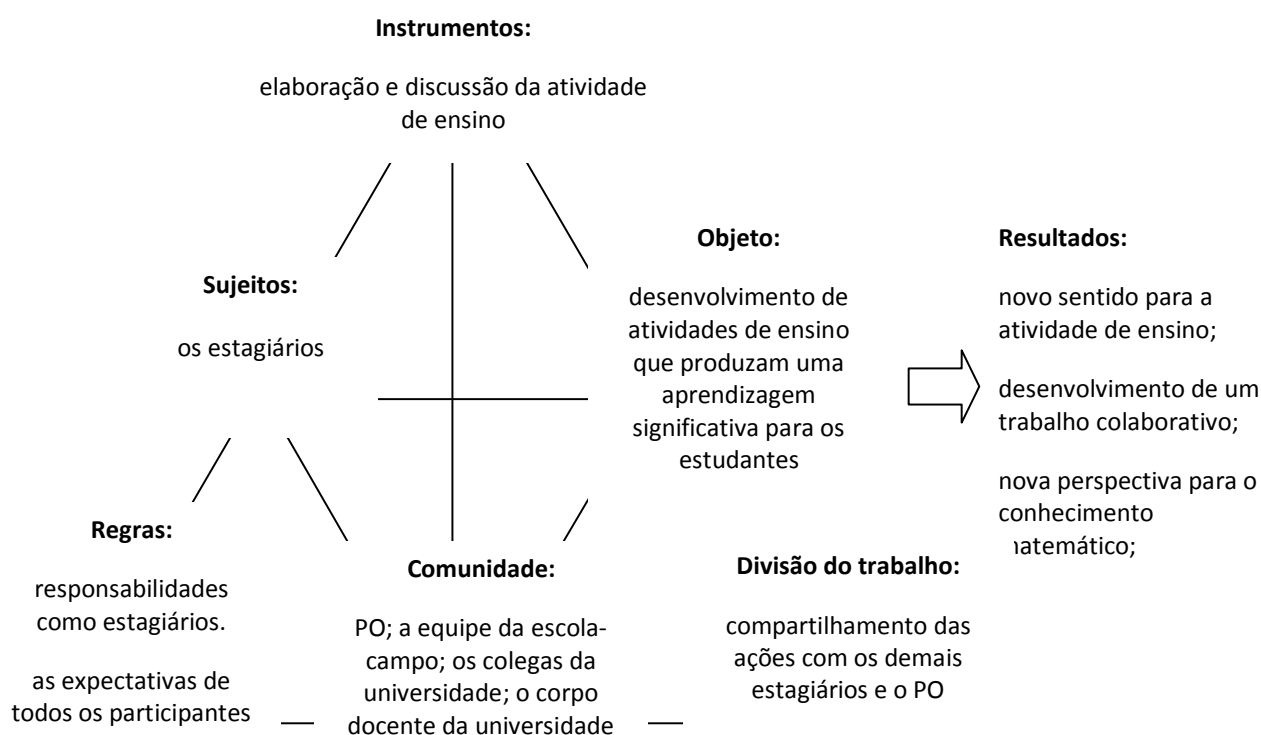 Instrumentos:
elaboração e discussão da atividade
de ensino
Sujeitos:
os estagiários
Objeto:
desenvolvimento de
atividades de ensino
que produzam uma
aprendizagem
significativa para os
estudantes
Resultados:
novo sentido para a
atividade de ensino;
desenvolvimento de um
trabalho colaborativo;
nova perspectiva para o
conhecimento
matemático;
Regras:
responsabilidades
como estagiários.
as expectativas de
todos os participantes
Comunidade:
PO; a equipe da escola-
campo; os colegas da
universidade; o corpo
docente da universidade
Divisão do trabalho:
compartilhamento das
ações com os demais
estagiários e o PO